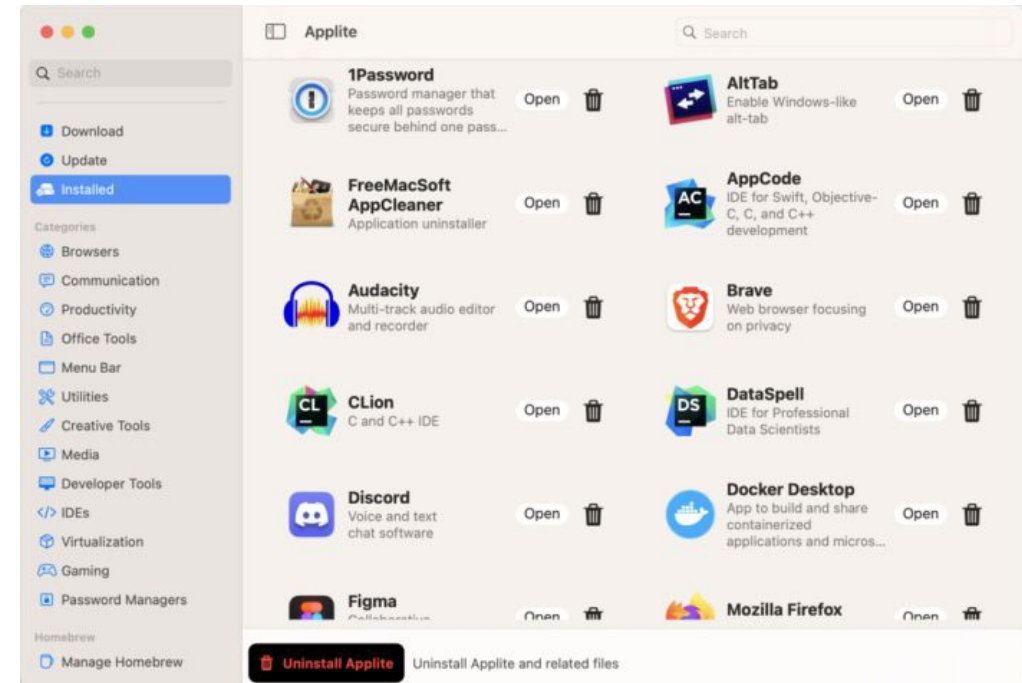 Applite
Search
Search
Download
Update
Installed
Categories
Browsers
Communication
Productivity
Office Tools
Menu Bar
Utilities
Creative Tools
Media
Developer Tools
</> IDEs
Virtualization
Gaming
Password Managers
Homebrew
Manage Homebrew
1Password
Password manager that
keeps all passwords
secure behind one pass...
Open
AltTab
Enable Windows-like
alt-tab
Open
FreeMacSoft
AppCleaner
Application uninstaller
Open
AC
AppCode
IDE for Swift, Objective-
C, C, and C++
development
Open
Audacity
Multi-track audio editor
and recorder
Open
Brave
Web browser focusing
on privacy
Open
CL
CLion
C and C++ IDE
Open
DS
DataSpell
IDE for Professional
Data Scientists
Open
Discord
Voice and text
chat software
Open
Docker Desktop
App to build and share
containerized
applications and micros...
Open
Figma
Collaborative
Open
Mozilla Firefox
Open
Uninstall Applite
Uninstall Applite and related files